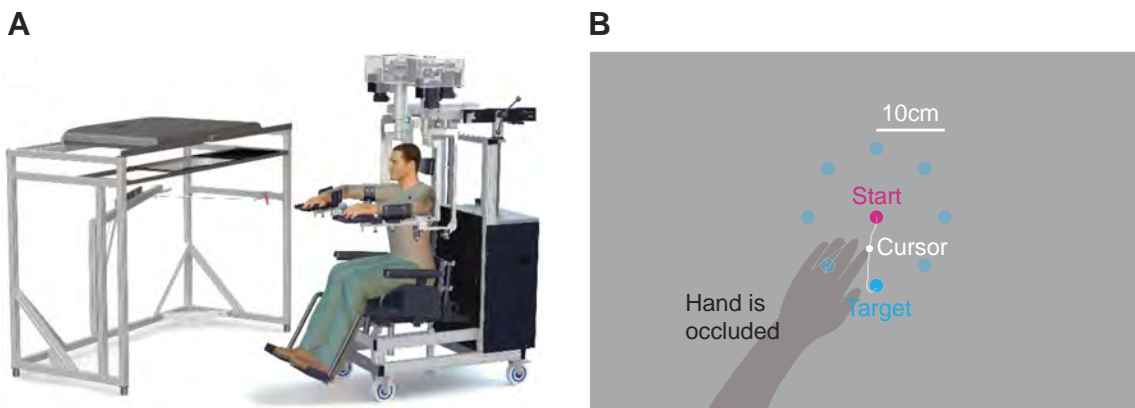 A
B
10cm
Start
Cursor
Target
Hand is
occluded